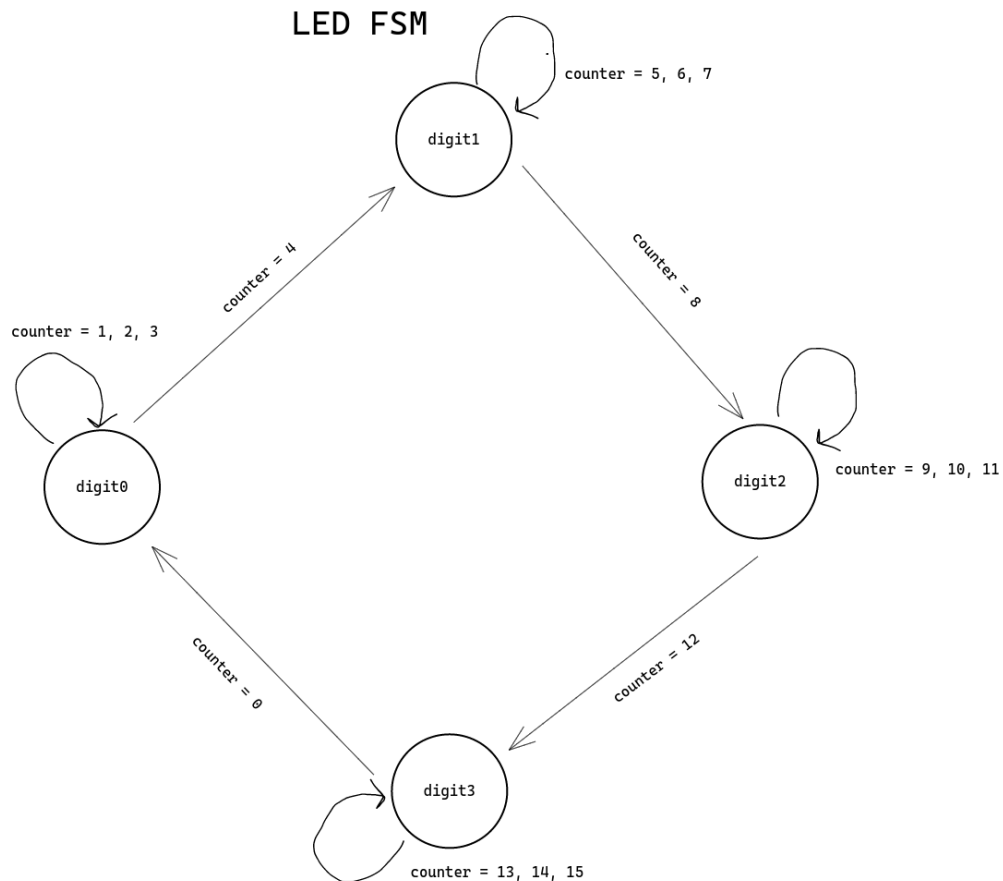 LED FSM
counter = 5, 6, 7
digit1
counter = 4
counter = 8
counter = 1, 2, 3
counter = 9, 10, 11
digit0
digit2
counter = 0
counter = 12
digit3
counter = 13, 14, 15